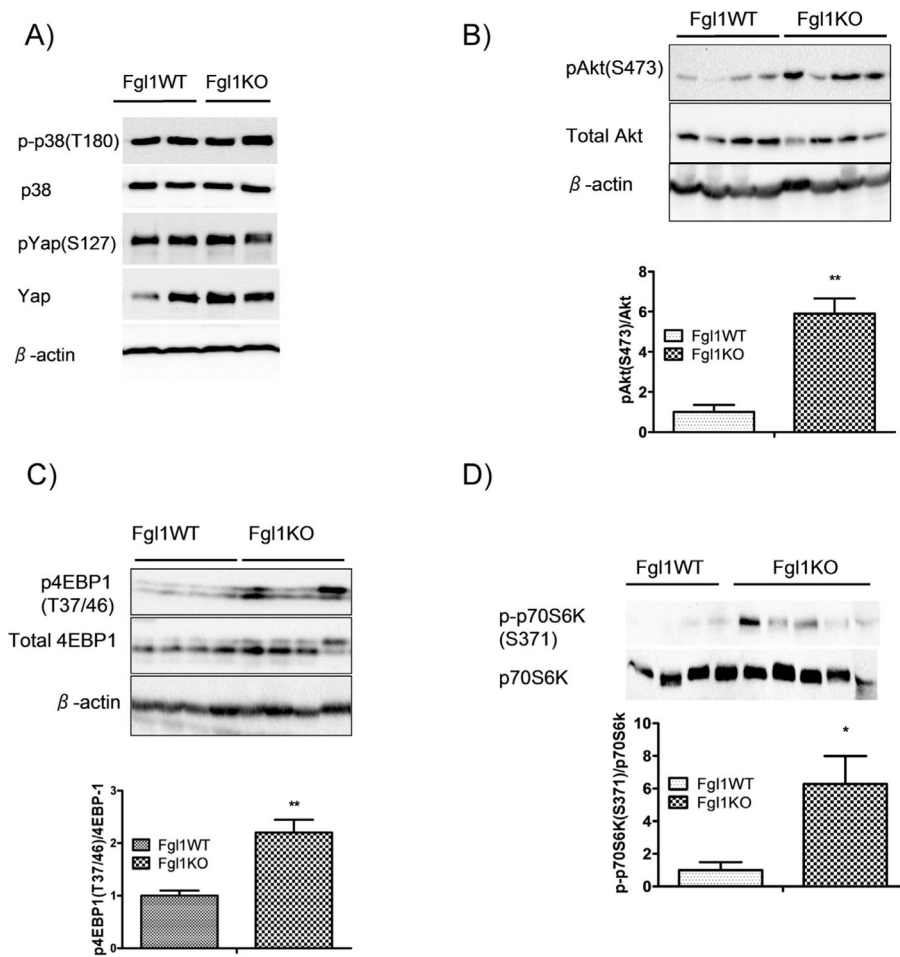 A)
Fgl1WT Fgl1KO
p-p38(T180)
p38
pYap(S127)
Yap
β-actin
B)
Fgl1WT Fgl1KO
pAkt(S473)
Total Akt
β-actin
pAkt(S473)/Akt
8
6
4
2
0
**
Fgl1WT
Fgl1KO
C)
Fgl1WT Fgl1KO
p4EBP1
(T37/46)
Total 4EBP1
β-actin
p4EBP1(T37/46)/4EBP-1
3
2
1
0
**
Fgl1WT
Fgl1KO
D)
Fgl1WT Fgl1KO
p-p70S6K
(S371)
p70S6K
p-p70S6K(S371)/p70S6k
10
8
6
4
2
0
*
Fgl1WT
Fgl1KO